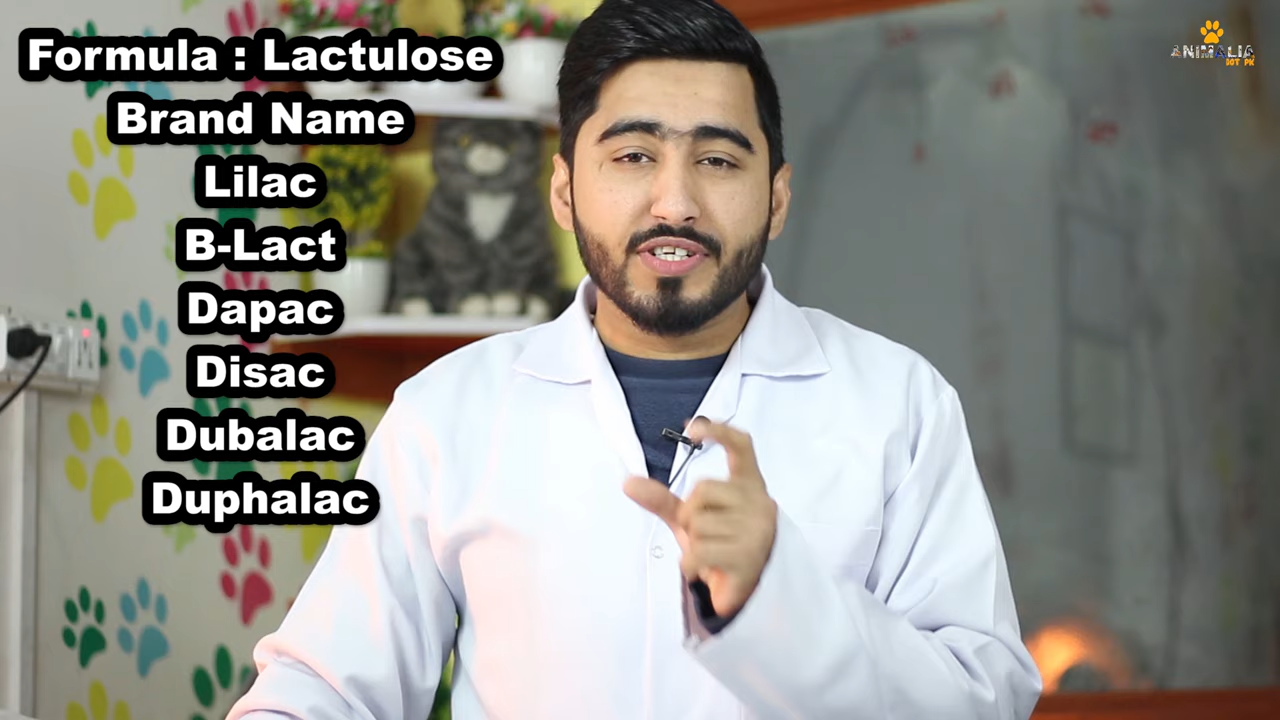 Formula : Lactulose
Brand Name
Lilac
B-Lact
Dapac
Disac
Dubalac
Duphalac
ANIMALIA
DOT PK